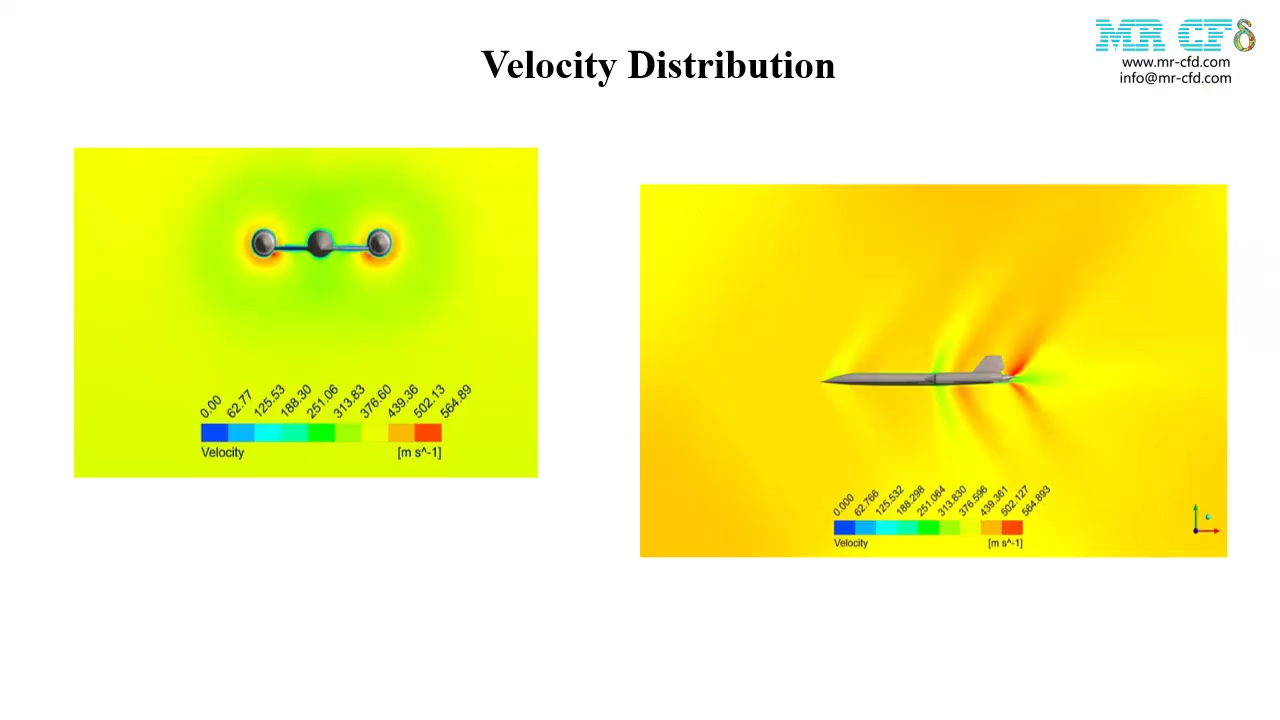 MR CFδ
www.mr-cfd.com
info@mr-cfd.com
Velocity Distribution
0.00 62.77 125.53 188.30 251.06 313.83 376.60 439.36 502.13 564.89
Velocity [m s^-1]
0.000 62.766 125.532 188.298 251.064 313.830 376.596 439.361 502.127 564.893
Velocity [m s^-1]